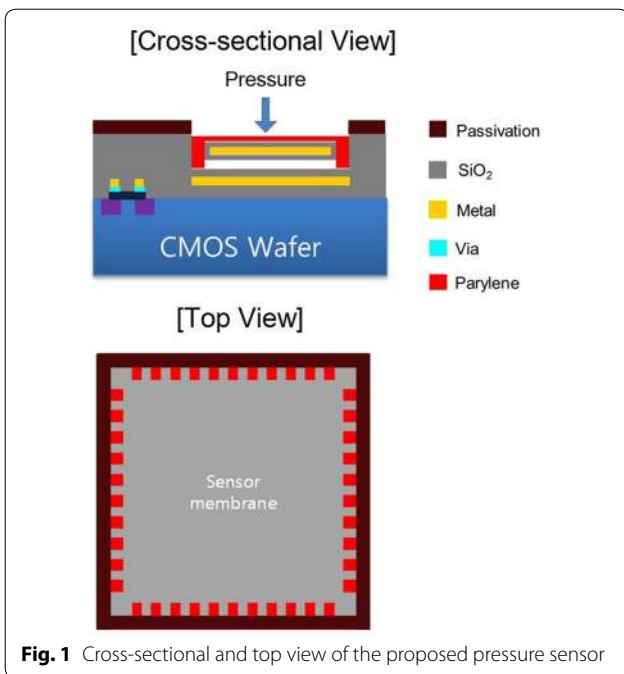 [Cross-sectional View]
Pressure
Passivation
SiO₂
Metal
Via
Parylene
CMOS Wafer
[Top View]
Sensor
membrane
Fig. 1 Cross-sectional and top view of the proposed pressure sensor